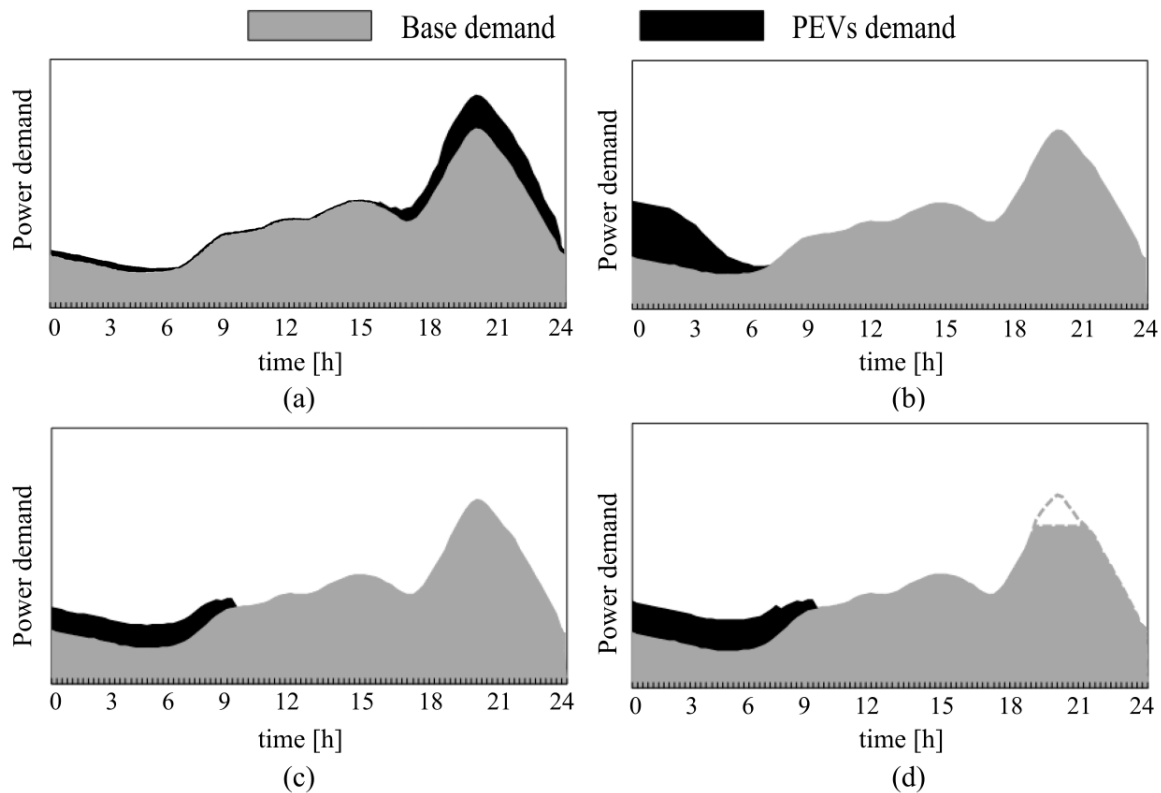 Base demand PEVs demand
Power demand
0 3 6 9 12 15 18 21 24
time [h]
(a)
Power demand
0 3 6 9 12 15 18 21 24
time [h]
(b)
Power demand
0 3 6 9 12 15 18 21 24
time [h]
(c)
Power demand
0 3 6 9 12 15 18 21 24
time [h]
(d)